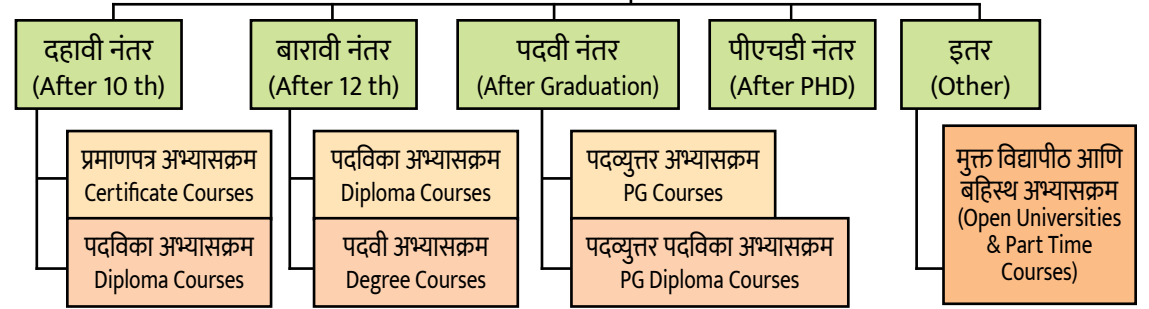 दहावी नंतर
(After 10 th)
बारावी नंतर
(After 12 th)
पदवी नंतर
(After Graduation)
पीएचडी नंतर
(After PHD)
इतर
(Other)
प्रमाणपत्र अभ्यासक्रम
Certificate Courses
पदविका अभ्यासक्रम
Diploma Courses
पदविका अभ्यासक्रम
Diploma Courses
पदवी अभ्यासक्रम
Degree Courses
पदव्युत्तर अभ्यासक्रम
PG Courses
पदव्युत्तर पदविका अभ्यासक्रम
PG Diploma Courses
मुक्त विद्यापीठ आणि
बहिस्थ अभ्यासक्रम
(Open Universities
& Part Time
Courses)